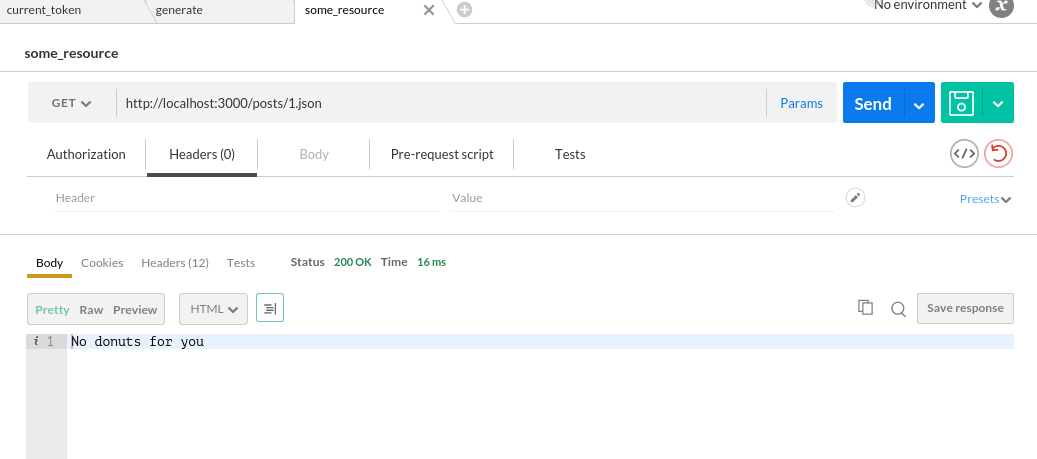 current_token generate some_resource No environment
some_resource
GET http://localhost:3000/posts/1.json Params Send
Authorization Headers (0) Body Pre-request script Tests
Header Value Presets
Body Cookies Headers (12) Tests Status 200 OK Time 16 ms
Pretty Raw Preview HTML Save response
i 1 No donuts for you